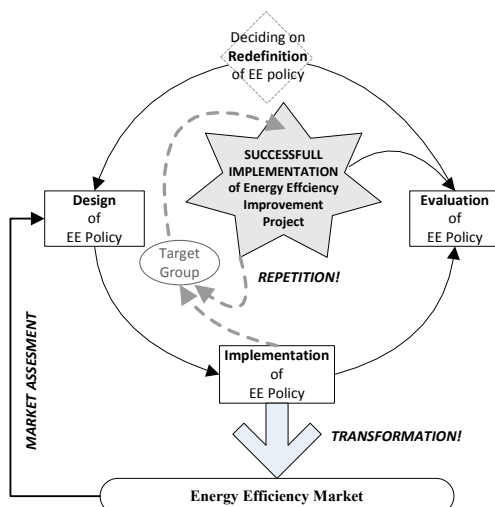 Deciding on
Redefinition
of EE policy
SUCCESSFULL
IMPLEMENTATION
of Energy Effciency
Improvement
Project
Design
of
EE Policy
Evaluation
of
EE Policy
Target
Group
REPETITION!
Implementation
of
EE Policy
MARKET ASSESMENT
TRANSFORMATION!
Energy Efficiency Market